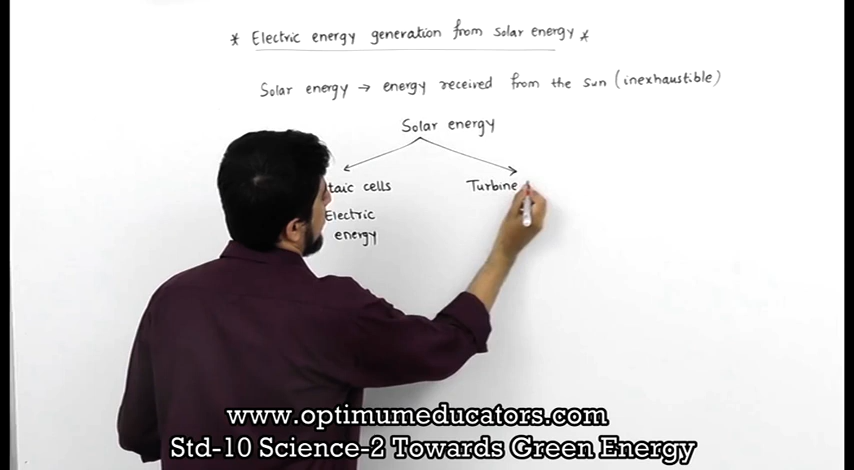 * Electric energy generation from solar energy *
Solar energy → energy received from the sun (inexhaustible)
Solar energy
taic cells
Turbine
Electric
energy
www.optimumeducators.com
Std-10 Science-2 Towards Green Energy